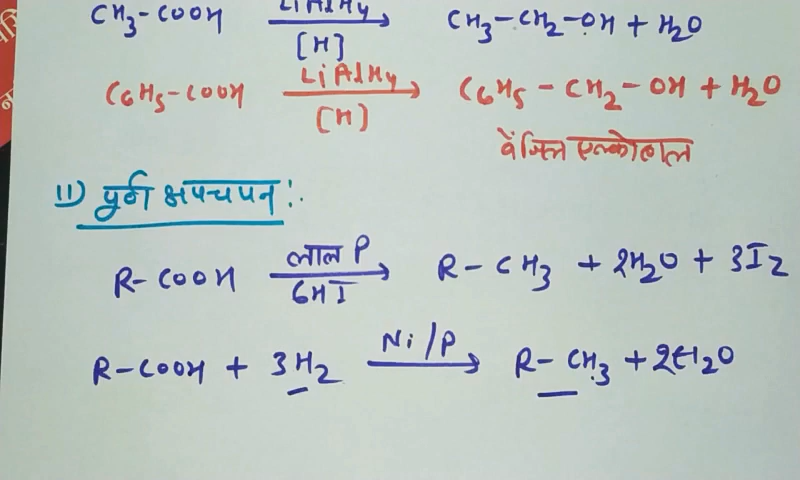 CH3-COOH LiAlH4 [H] → CH3-CH2-OH + H2O
C6H5-COOH LiAlH4 [H] → C6H5-CH2-OH + H2O
बेंजिल एल्कोहाल
11) पूर्ण अपचयन :-
R-COOH लाल P 6HI → R-CH3 + 2H2O + 3I2
R-COOH + 3H2 Ni/P → R-CH3 + 2H2O